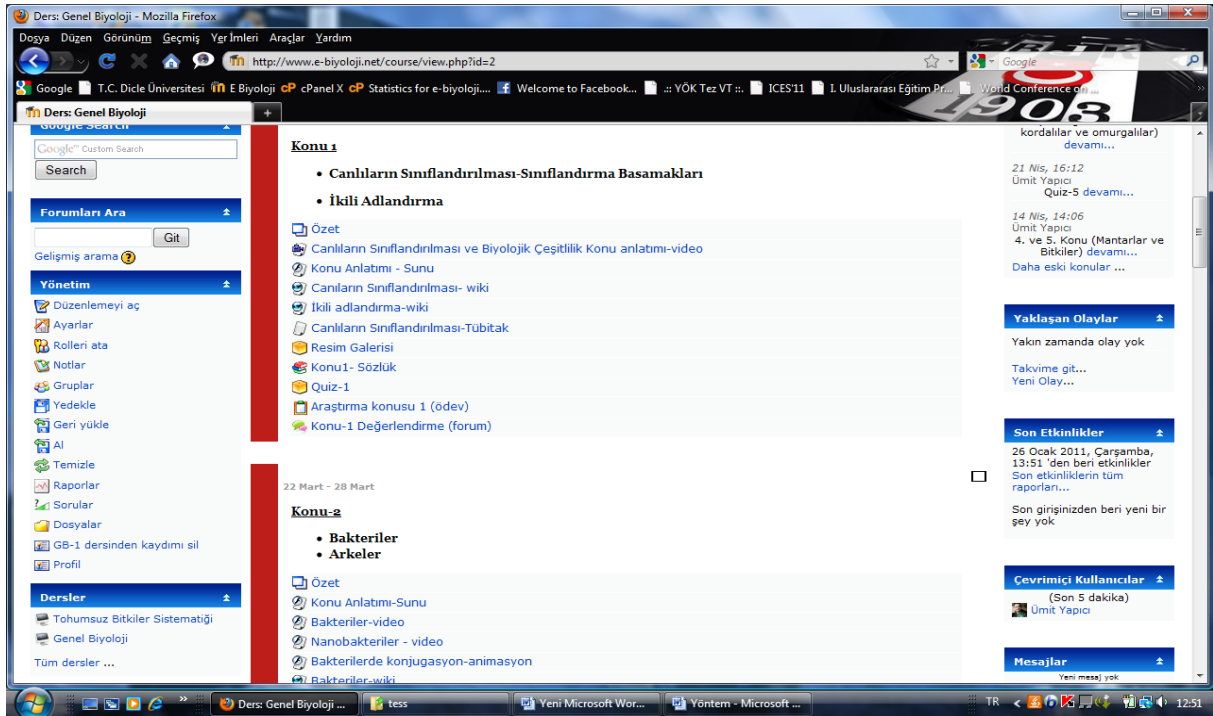 Ders: Genel Biyoloji - Mozilla Firefox
Dosya Düzen Görünüm Geçmiş Yer İmleri Araçlar Yardım
http://www.e-biyoloji.net/course/view.php?id=2
Google
Google T.C. Dicle Üniversitesi E Biyoloji cPanel X Statistics for e-biyoloji.... Welcome to Facebook... .:: YÖK Tez VT ::. ICES'11 I. Uluslararası Eğitim Pr... World Conference on ...
1903
Ders: Genel Biyoloji
Google Search
Google™ Custom Search
Search
Forumları Ara
Git
Gelişmiş arama
Yönetim
Düzenlemeyi aç
Ayarlar
Rolleri ata
Notlar
Gruplar
Yedekle
Geri yükle
Al
Temizle
Raporlar
Sorular
Dosyalar
GB-1 dersinden kaydımı sil
Profil
Dersler
Tohumsuz Bitkiler Sistematiği
Genel Biyoloji
Tüm dersler ...
Konu 1
• Canlıların Sınıflandırılması-Sınıflandırma Basamakları
• İkili Adlandırma
Özet
Canlıların Sınıflandırılması ve Biyolojik Çeşitlilik Konu anlatımı-video
Konu Anlatımı - Sunu
Canıların Sınıflandırılması- wiki
İkili adlandırma-wiki
Canlıların Sınıflandırılması-Tübitak
Resim Galerisi
Konu1- Sözlük
Quiz-1
Araştırma konusu 1 (ödev)
Konu-1 Değerlendirme (forum)
22 Mart - 28 Mart
Konu-2
• Bakteriler
• Arkeler
Özet
Konu Anlatımı-Sunu
Bakteriler-video
Nanobakteriler - video
Bakterilerde konjugasyon-animasyon
Bakteriler-wiki
kordalılar ve omurgalılar)
devamı...
21 Nis, 16:12
Ümit Yapıcı
Quiz-5 devamı...
14 Nis, 14:06
Ümit Yapıcı
4. ve 5. Konu (Mantarlar ve
Bitkiler) devamı...
Daha eski konular ...
Yaklaşan Olaylar
Yakın zamanda olay yok
Takvime git...
Yeni Olay...
Son Etkinlikler
26 Ocak 2011, Çarşamba,
13:51 'den beri etkinlikler
Son etkinliklerin tüm
raporları...
Son girişinizden beri yeni bir
şey yok
Çevrimiçi Kullanıcılar
(Son 5 dakika)
Ümit Yapıcı
Mesajlar
Yeni mesaj yok
Ders: Genel Biyoloji ... tess Yeni Microsoft Wor... Yöntem - Microsoft ... TR 12:51